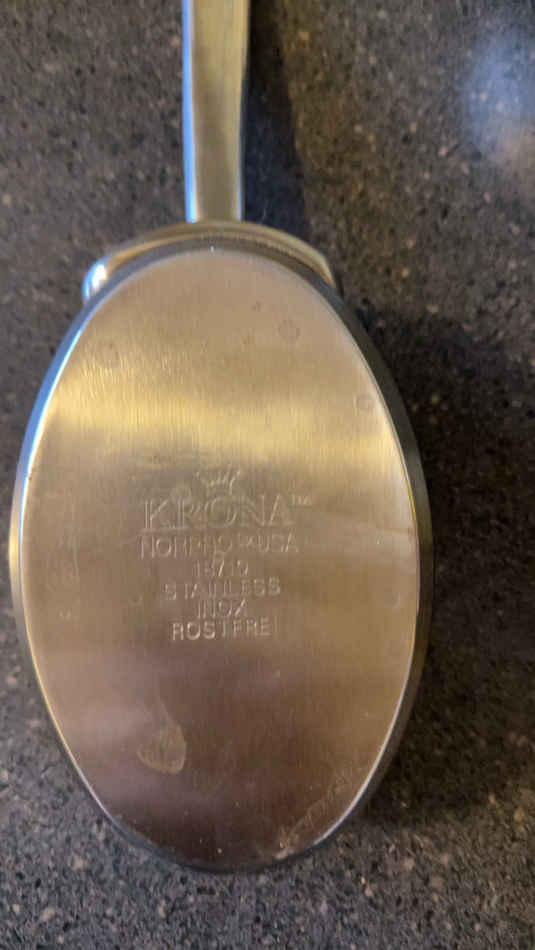 KRONA™
NORPRO® USA
18/10
STAINLESS
INOX
ROSTFREI